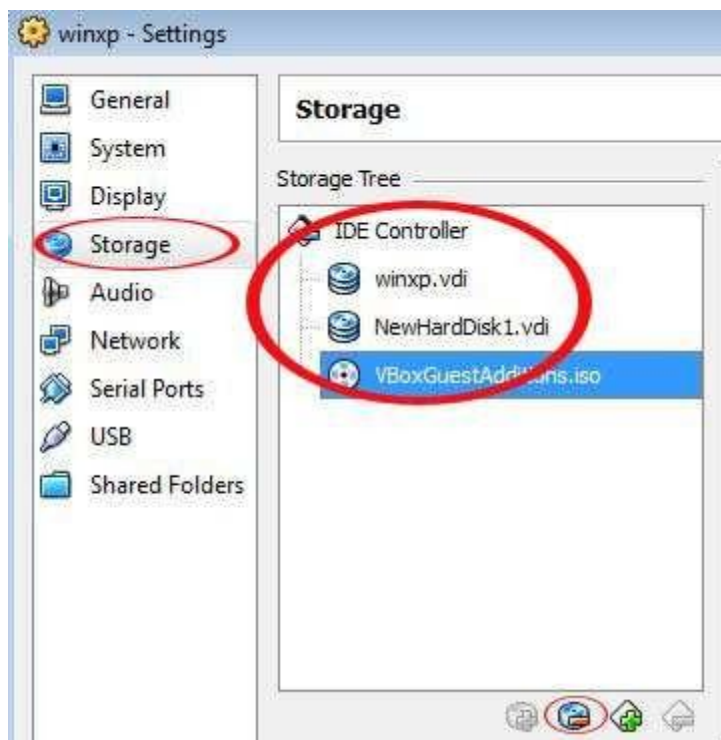 winxp - Settings
General
System
Display
Storage
Audio
Network
Serial Ports
USB
Shared Folders
Storage
Storage Tree
IDE Controller
winxp.vdi
NewHardDisk1.vdi
VBoxGuestAdditions.iso